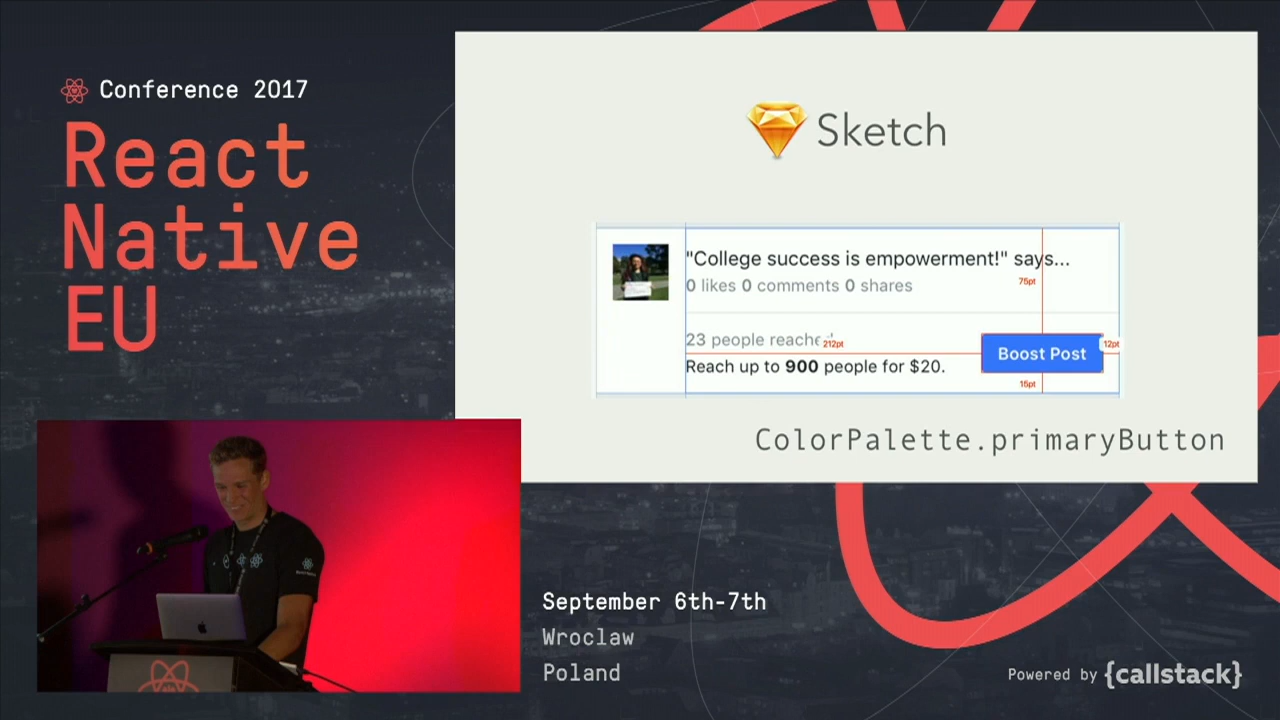 Conference 2017
React
Native
EU
Sketch
"College success is empowerment!" says...
0 likes 0 comments 0 shares
75pt
23 people reache
212pt
12pt
Boost Post
Reach up to 900 people for $20.
15pt
ColorPalette.primaryButton
September 6th-7th
Wroclaw
Poland
Powered by {callstack}